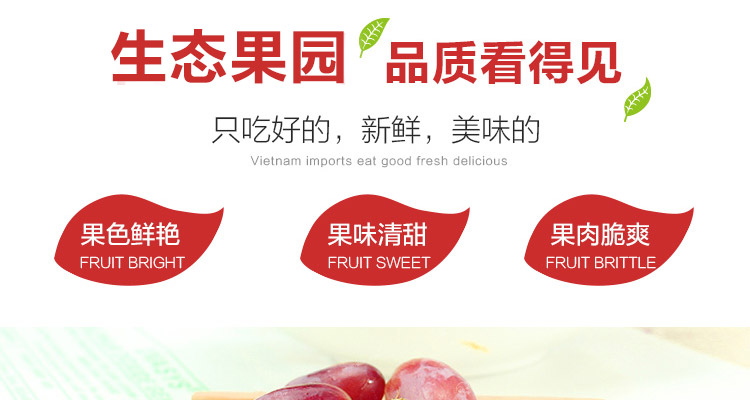 生态果园 品质看得见
只吃好的，新鲜，美味的
Vietnam imports eat good fresh delicious
果色鲜艳
FRUIT BRIGHT
果味清甜
FRUIT SWEET
果肉脆爽
FRUIT BRITTLE